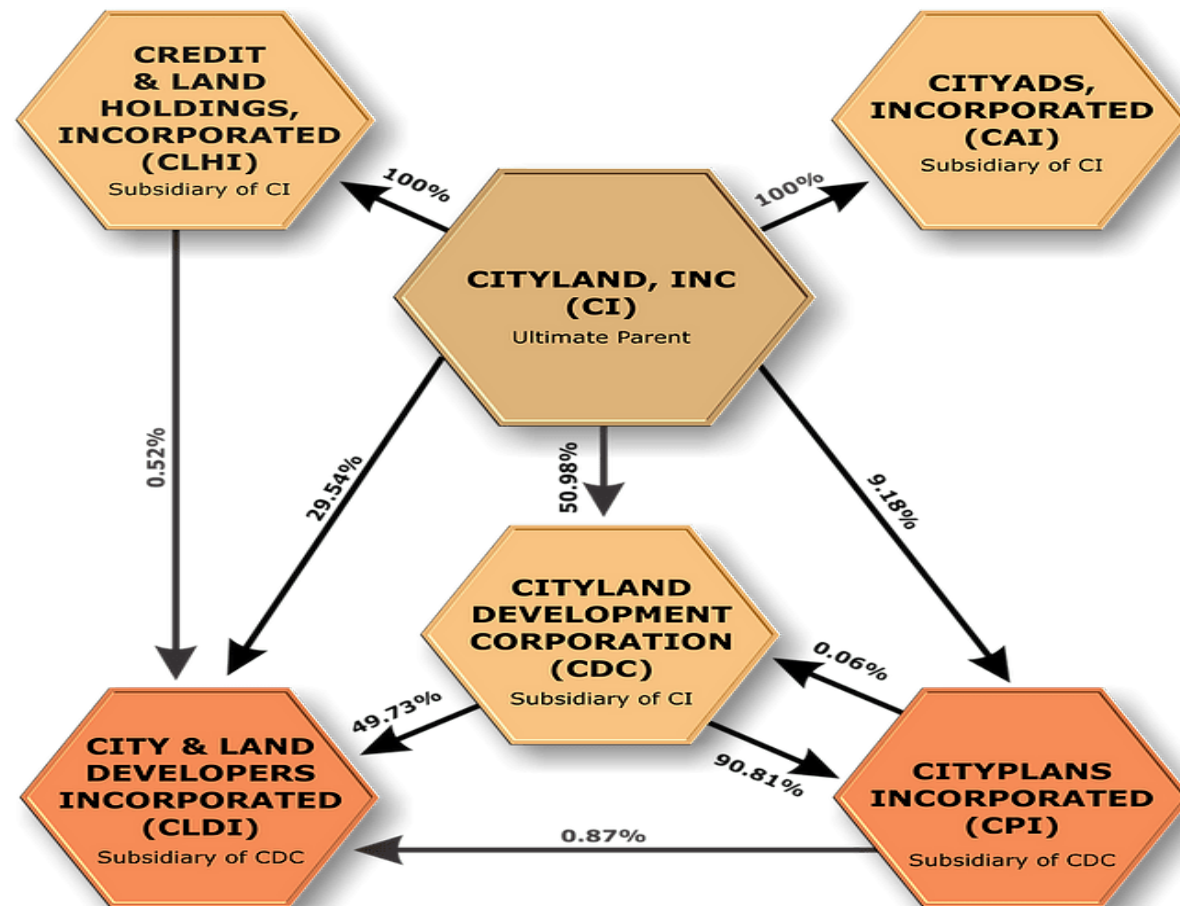 CREDIT
& LAND
HOLDINGS,
INCORPORATED
(CLHI)
Subsidiary of CI
CITYADS,
INCORPORATED
(CAI)
Subsidiary of CI
100%
100%
CITYLAND, INC
(CI)
Ultimate Parent
0.52%
29.54%
50.98%
9.18%
CITYLAND
DEVELOPMENT
CORPORATION
(CDC)
Subsidiary of CI
0.06%
49.73%
90.81%
CITY & LAND
DEVELOPERS
INCORPORATED
(CLDI)
Subsidiary of CDC
CITYPLANS
INCORPORATED
(CPI)
Subsidiary of CDC
0.87%